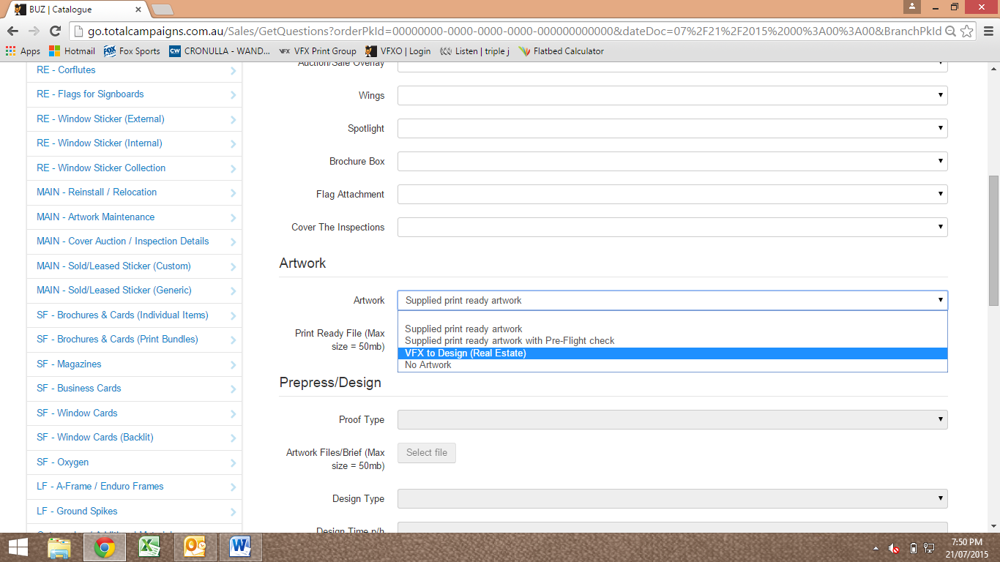 BUZ | Catalogue
go.totalcampaigns.com.au/Sales/GetQuestions?orderPkId=00000000-0000-0000-0000-000000000000&dateDoc=07%2F21%2F2015%2000%3A00%3A00&BranchPkId
Apps Hotmail Fox Sports CRONULLA - WAND... VFX Print Group VFXO | Login Listen | triple j Flatbed Calculator
RE - Corflutes
RE - Flags for Signboards
RE - Window Sticker (External)
RE - Window Sticker (Internal)
RE - Window Sticker Collection
MAIN - Reinstall / Relocation
MAIN - Artwork Maintenance
MAIN - Cover Auction / Inspection Details
MAIN - Sold/Leased Sticker (Custom)
MAIN - Sold/Leased Sticker (Generic)
SF - Brochures & Cards (Individual Items)
SF - Brochures & Cards (Print Bundles)
SF - Magazines
SF - Business Cards
SF - Window Cards
SF - Window Cards (Backlit)
SF - Oxygen
LF - A-Frame / Enduro Frames
LF - Ground Spikes
Auction/Sale Overlay
Wings
Spotlight
Brochure Box
Flag Attachment
Cover The Inspections
Artwork
Artwork Supplied print ready artwork
Supplied print ready artwork
Supplied print ready artwork with Pre-Flight check
VFX to Design (Real Estate)
No Artwork
Print Ready File (Max
size = 50mb)
Prepress/Design
Proof Type
Artwork Files/Brief (Max
size = 50mb)
Select file
Design Type
Design Time p/h
7:50 PM
21/07/2015